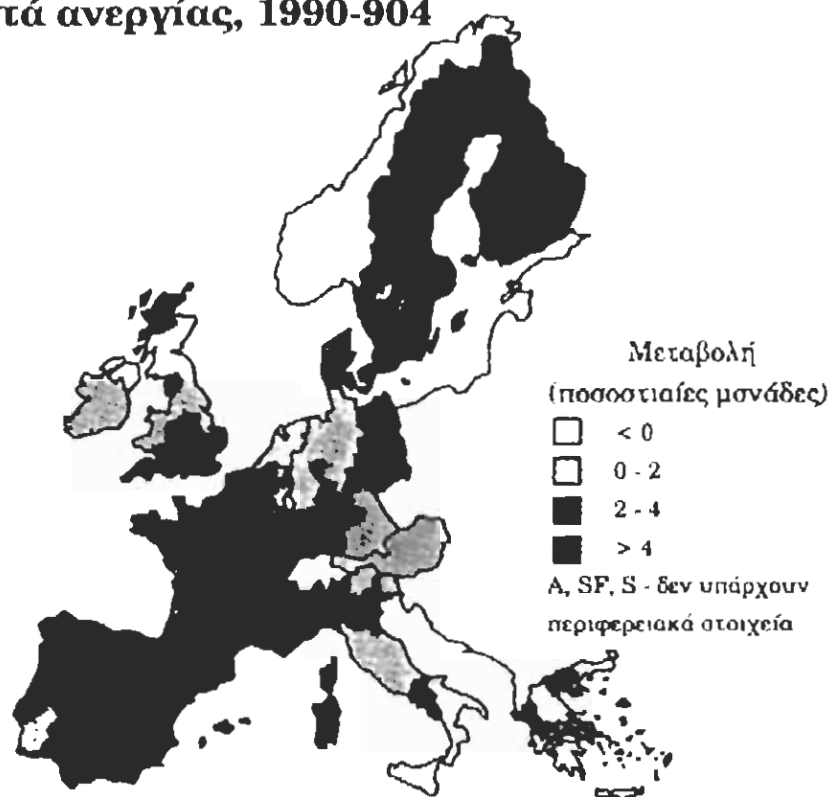 τά ανεργίας, 1990-904
Μεταβολή
(ποσοστιαίες μονάδες)
< 0
0 - 2
2 - 4
> 4
A, SF, S - δεν υπάρχουν
περιφερειακά στοιχεία